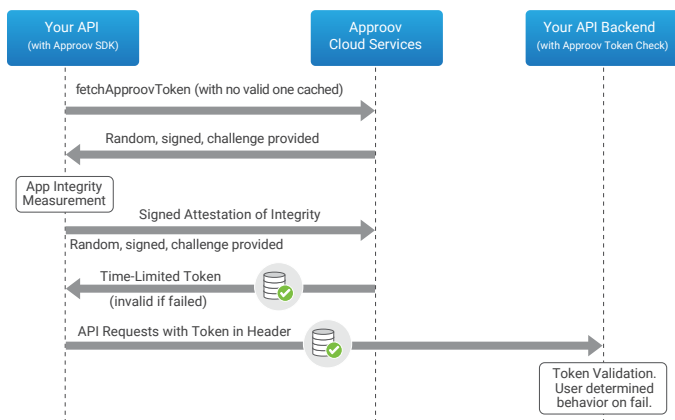 Your API
(with Approov SDK)
Approov
Cloud Services
Your API Backend
(with Approov Token Check)
fetchApproovToken (with no valid one cached)
Random, signed, challenge provided
App Integrity
Measurement
Signed Attestation of Integrity
Random, signed, challenge provided
Time-Limited Token
(invalid if failed)
API Requests with Token in Header
Token Validation.
User determined
behavior on fail.